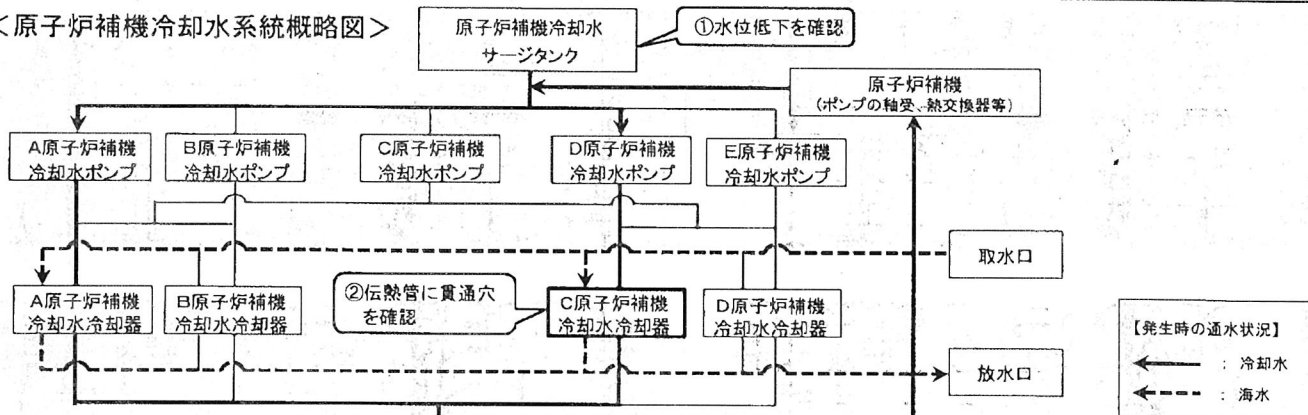 ＜原子炉補機冷却水系統概略図＞
原子炉補機冷却水
サージタンク
①水位低下を確認
原子炉補機
(ポンプの軸受、熱交換器等)
A原子炉補機
冷却水ポンプ
B原子炉補機
冷却水ポンプ
C原子炉補機
冷却水ポンプ
D原子炉補機
冷却水ポンプ
E原子炉補機
冷却水ポンプ
取水口
A原子炉補機
冷却水冷却器
B原子炉補機
冷却水冷却器
②伝熱管に貫通穴
を確認
C原子炉補機
冷却水冷却器
D原子炉補機
冷却水冷却器
放水口
【発生時の通水状況】
：冷却水
：海水